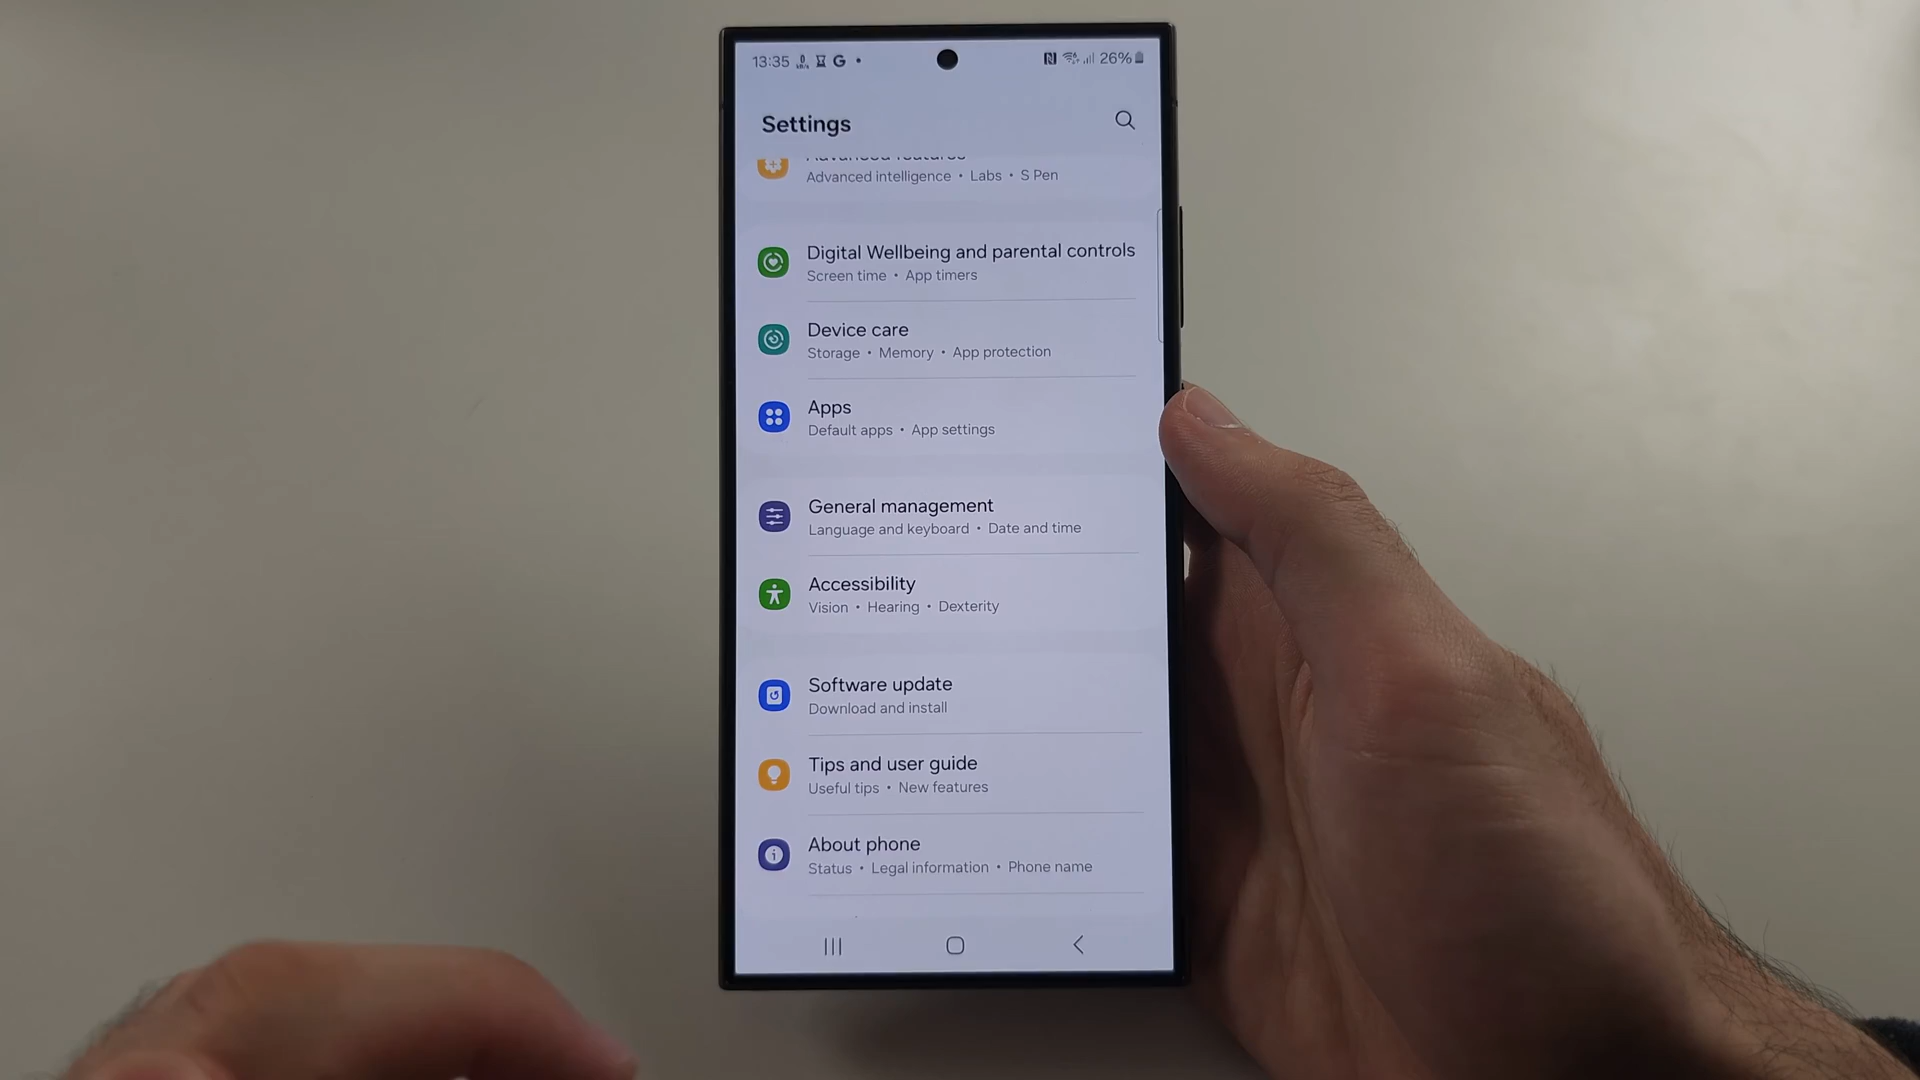 13:35 G 26%
Settings
Advanced features
Advanced intelligence • Labs • S Pen
Digital Wellbeing and parental controls
Screen time • App timers
Device care
Storage • Memory • App protection
Apps
Default apps • App settings
General management
Language and keyboard • Date and time
Accessibility
Vision • Hearing • Dexterity
Software update
Download and install
Tips and user guide
Useful tips • New features
About phone
Status • Legal information • Phone name